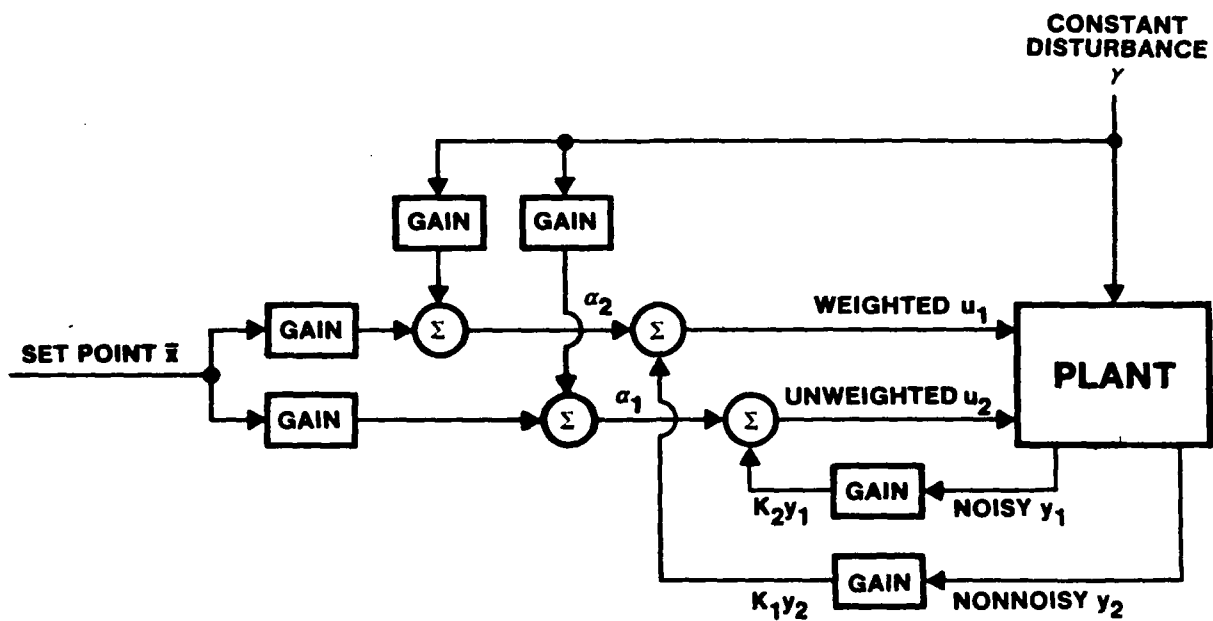 CONSTANT
DISTURBANCE
γ
GAIN
GAIN
α₂
WEIGHTED u₁
GAIN
Σ
Σ
SET POINT x̄
PLANT
α₁
UNWEIGHTED u₂
GAIN
Σ
Σ
GAIN
K₂y₁
NOISY y₁
GAIN
K₁y₂
NONNOISY y₂